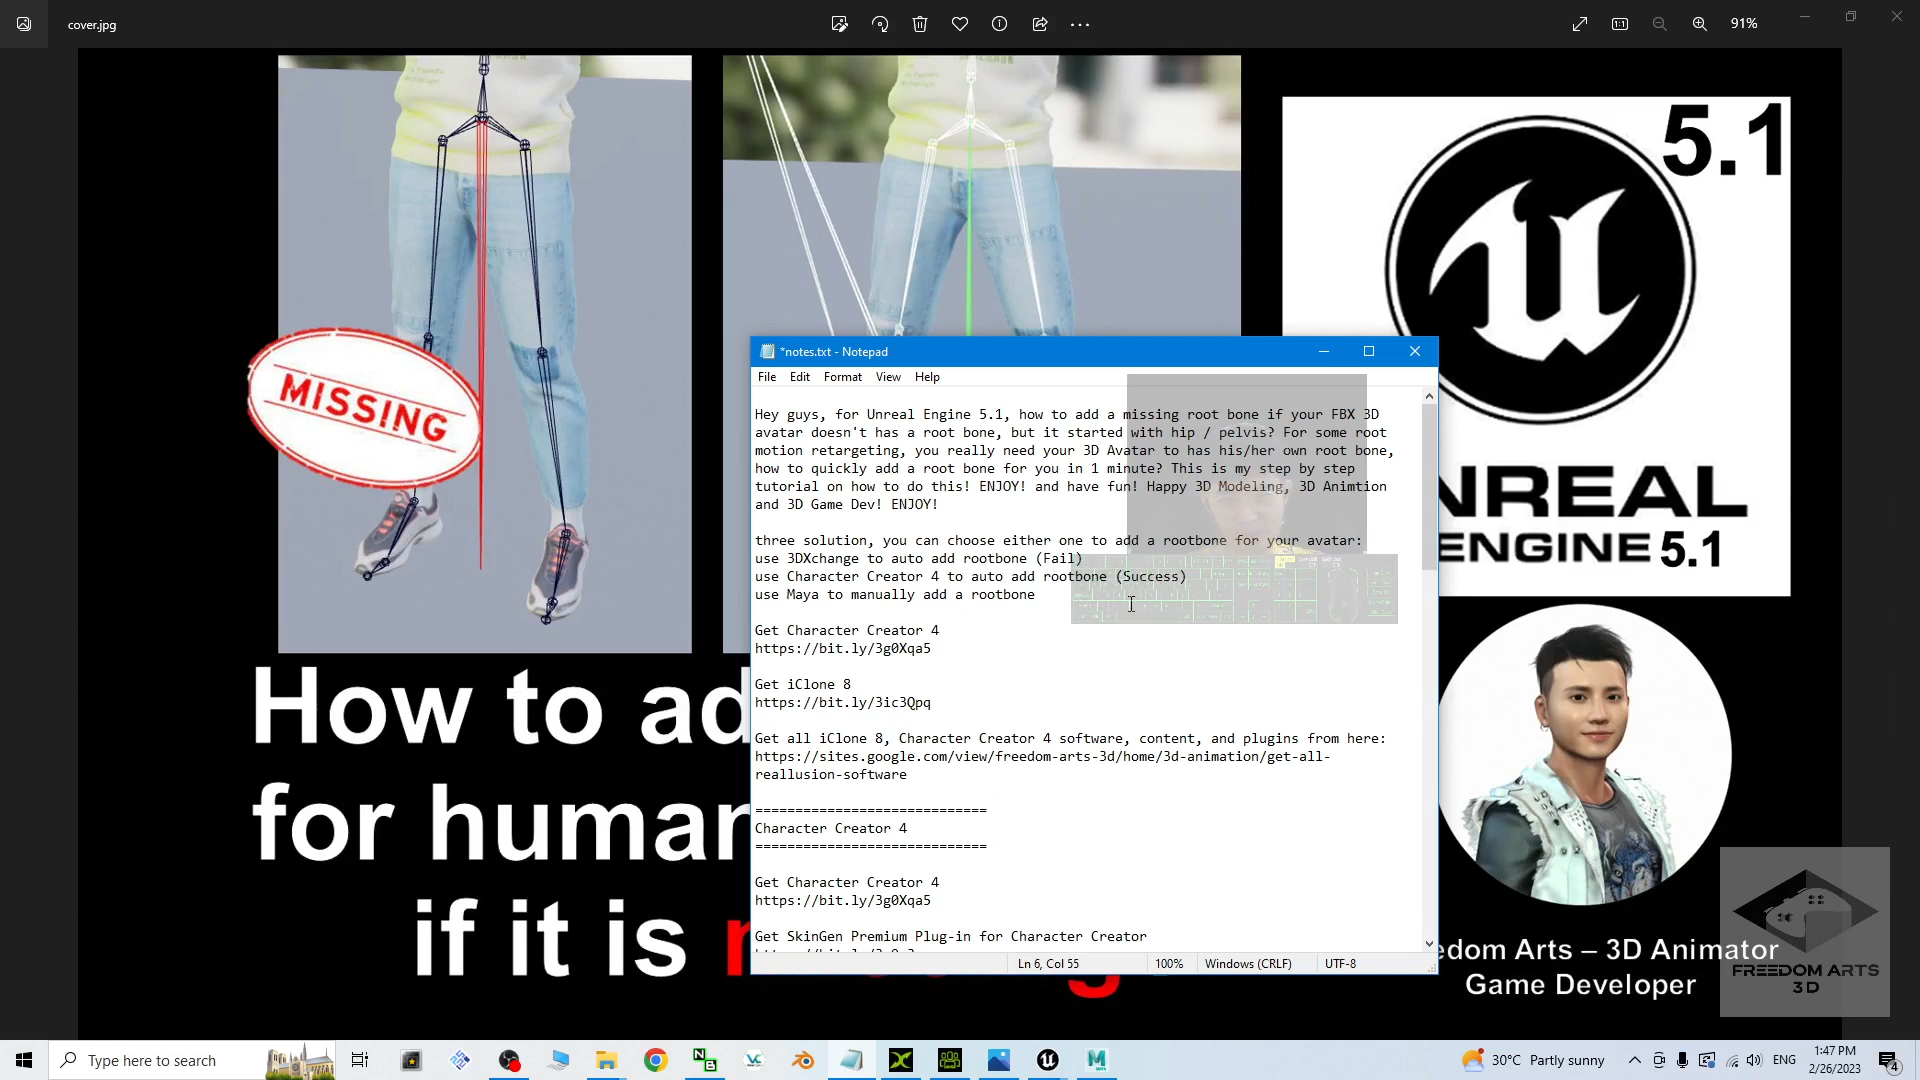 cover.jpg
91%
5.1
MISSING
UNREAL
ENGINE 5.1
How to ad
for human
if it is
edom Arts – 3D Animator
Game Developer
FREEDOM ARTS
3D
*notes.txt - Notepad
File Edit Format View Help
Hey guys, for Unreal Engine 5.1, how to add a missing root bone if your FBX 3D
avatar doesn't has a root bone, but it started with hip / pelvis? For some root
motion retargeting, you really need your 3D Avatar to has his/her own root bone,
how to quickly add a root bone for you in 1 minute? This is my step by step
tutorial on how to do this! ENJOY! and have fun! Happy 3D Modeling, 3D Animtion
and 3D Game Dev! ENJOY!
three solution, you can choose either one to add a rootbone for your avatar:
use 3DXchange to auto add rootbone (Fail)
use Character Creator 4 to auto add rootbone (Success)
use Maya to manually add a rootbone
Get Character Creator 4
https://bit.ly/3g0Xqa5
Get iClone 8
https://bit.ly/3ic3Qpq
Get all iClone 8, Character Creator 4 software, content, and plugins from here:
https://sites.google.com/view/freedom-arts-3d/home/3d-animation/get-all-
reallusion-software
=============================
Character Creator 4
=============================
Get Character Creator 4
https://bit.ly/3g0Xqa5
Get SkinGen Premium Plug-in for Character Creator
Ln 6, Col 55 100% Windows (CRLF) UTF-8
Type here to search
30°C Partly sunny
ENG
1:47 PM
2/26/2023
4